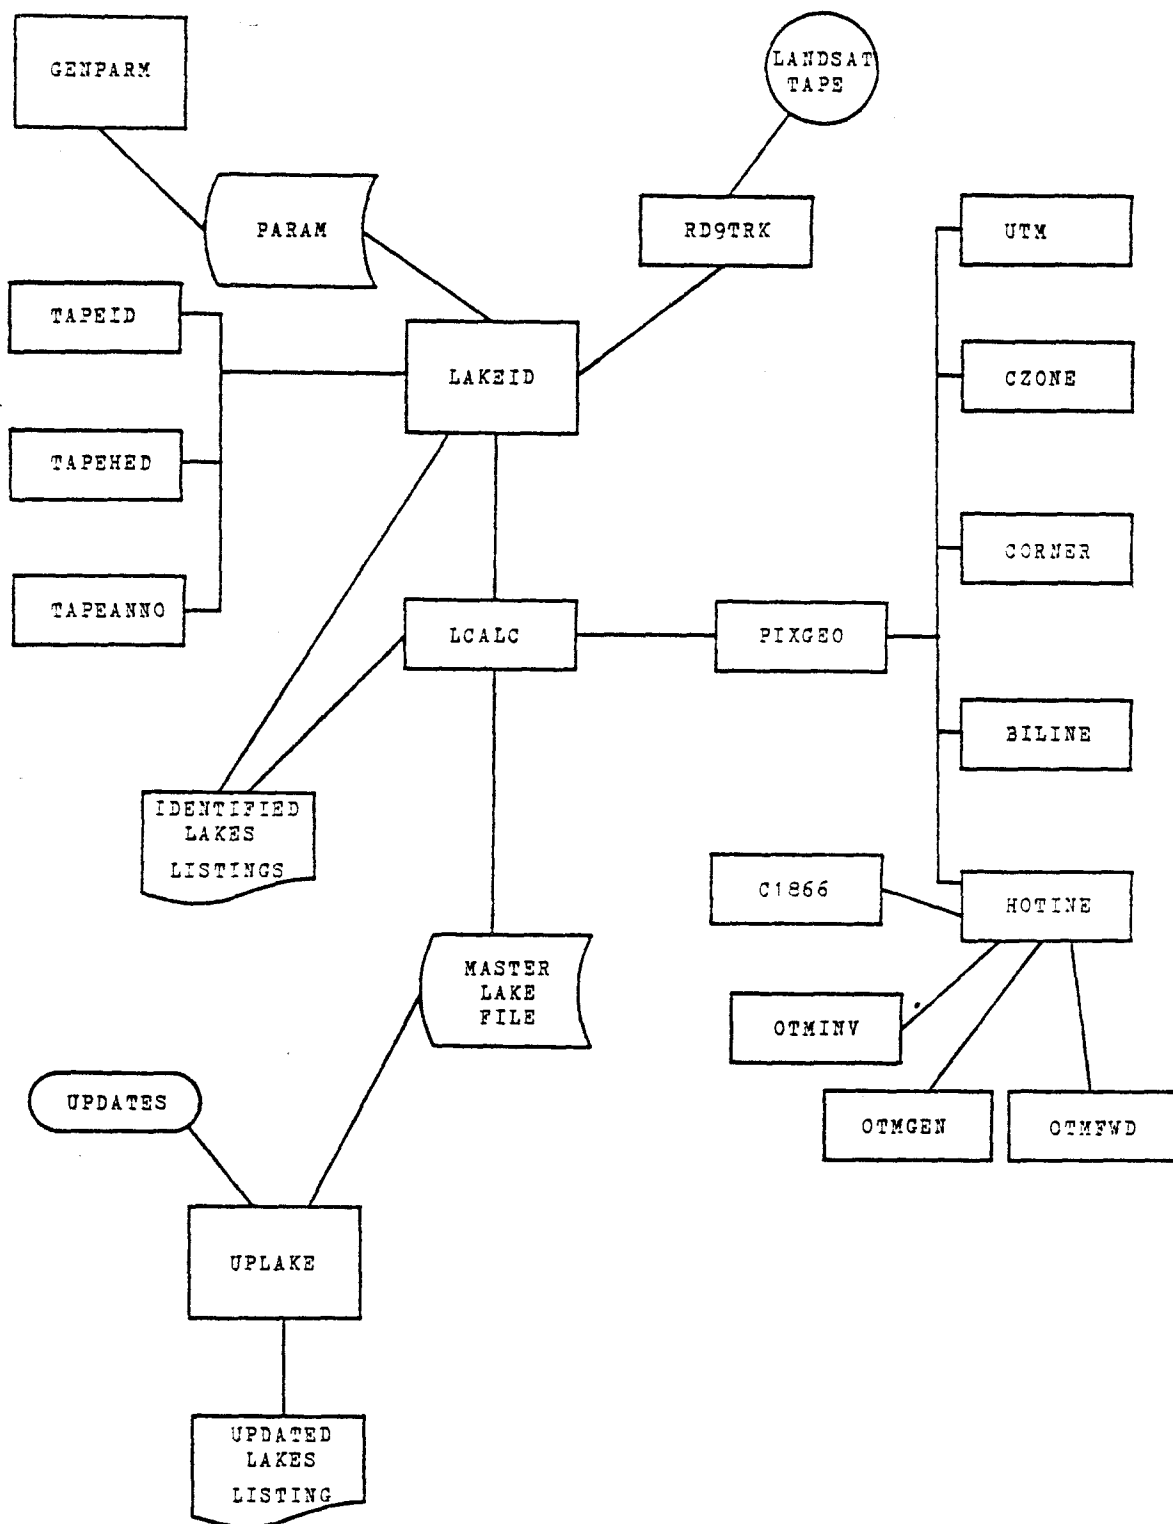 GENPARM
LANDSAT
TAPE
PARAM
RD9TRK
UTM
TAPEID
LAKEID
CZONE
TAPEHED
CORNER
TAPEANNO
LCALC
PIXGEO
BILINE
IDENTIFIED
LAKES
LISTINGS
C1866
HOTINE
MASTER
LAKE
FILE
OTMINV
UPDATES
OTMGEN
OTMFWD
UPLAKE
UPDATED
LAKES
LISTING